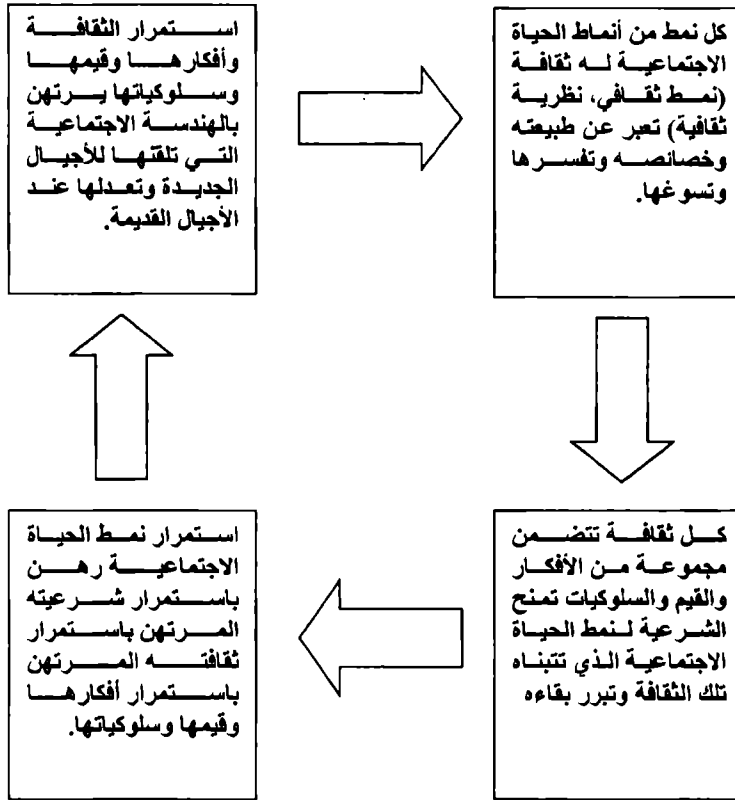 كل نمط من أنماط الحياة
الاجتماعية له ثقافة
(نمط ثقافي، نظرية
ثقافية) تعبر عن طبيعته
وخصائصه وتفسرها
وتسوغها.
كل ثقافة تتضمن
مجموعة من الأفكار
والقيم والسلوكيات تمنح
الشرعية لنمط الحياة
الاجتماعية الذي تتبناه
تلك الثقافة وتبرر بقاءه
استمرار نمط الحياة
الاجتماعية رهن
باستمرار شرعيته
المرتهن باستمرار
ثقافته المرتهن
باستمرار أفكارها
وقيمها وسلوكياتها.
استمرار الثقافة
وأفكارها وقيمها
وسلوكياتها يرتهن
بالهندسة الاجتماعية
التي تلقنها للأجيال
الجديدة وتعدلها عند
الأجيال القديمة.